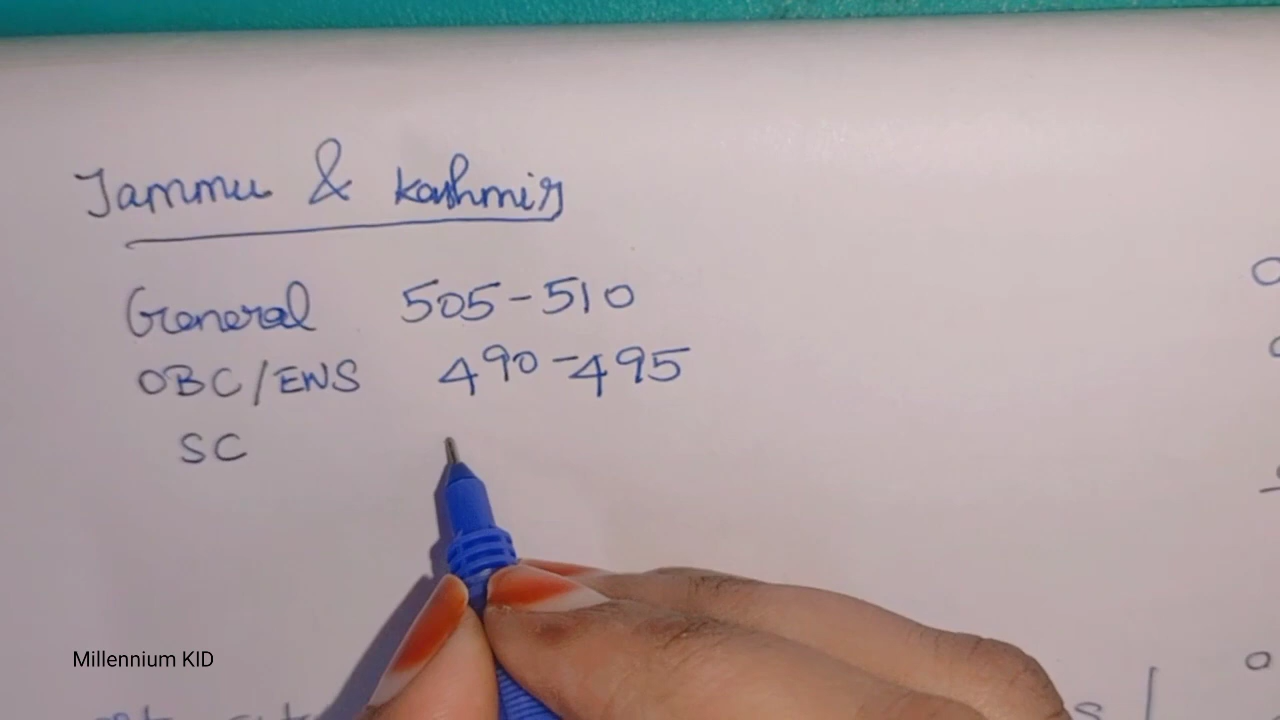 Jammu & Kashmir
General 505-510
OBC/EWS 490-495
SC
Millennium KID